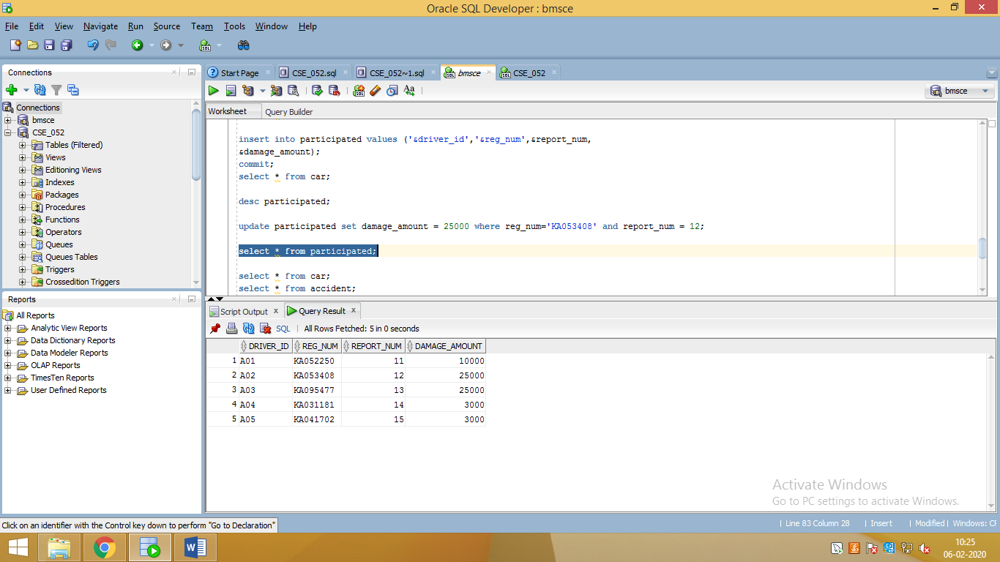 Oracle SQL Developer : bmsce
File Edit View Navigate Run Source Team Tools Window Help
Connections
Connections
bmsce
CSE_052
Tables (Filtered)
Views
Editioning Views
Indexes
Packages
Procedures
Functions
Operators
Queues
Queues Tables
Triggers
Crossedition Triggers
Reports
All Reports
Analytic View Reports
Data Dictionary Reports
Data Modeler Reports
OLAP Reports
TimesTen Reports
User Defined Reports
Start Page CSE_052.sql CSE_052~1.sql bmsce CSE_052
bmsce
Worksheet Query Builder
insert into participated values ('&driver_id','&reg_num',&report_num,
&damage_amount);
commit;
select * from car;
desc participated;
update participated set damage_amount = 25000 where reg_num='KA053408' and report_num = 12;
select * from participated;
select * from car;
select * from accident;
Script Output x Query Result x
SQL | All Rows Fetched: 5 in 0 seconds
DRIVER_ID REG_NUM REPORT_NUM DAMAGE_AMOUNT
1 A01 KA052250 11 10000
2 A02 KA053408 12 25000
3 A03 KA095477 13 25000
4 A04 KA031181 14 3000
5 A05 KA041702 15 3000
Activate Windows
Go to PC settings to activate Windows.
Click on an identifier with the Control key down to perform "Go to Declaration"
| Line 83 Column 28 | Insert | Modified | Windows: CF
10:25
06-02-2020